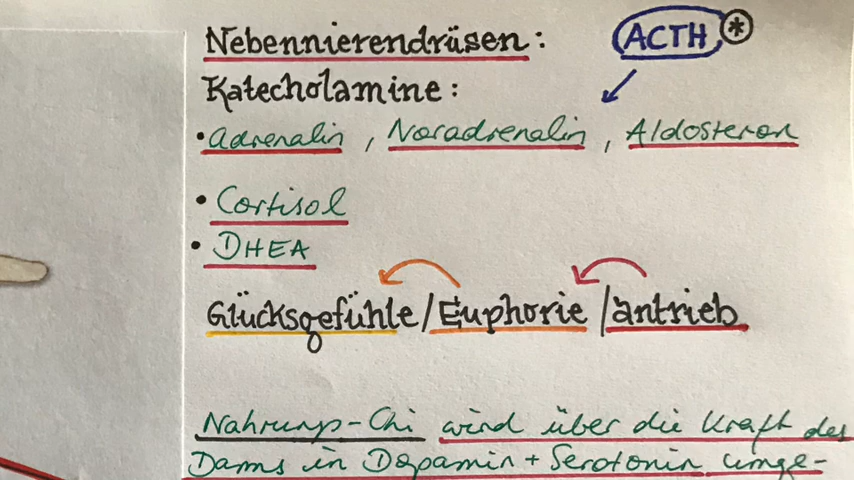 Nebennierendrüsen: ACTH *
Katecholamine:
• Adrenalin, Noradrenalin, Aldosteron
• Cortisol
• DHEA
Glücksgefühle/Euphorie/antrieb
Nahrungs-Chi wird über die Kraft des
Darms in Dopamin + Serotonin umge-